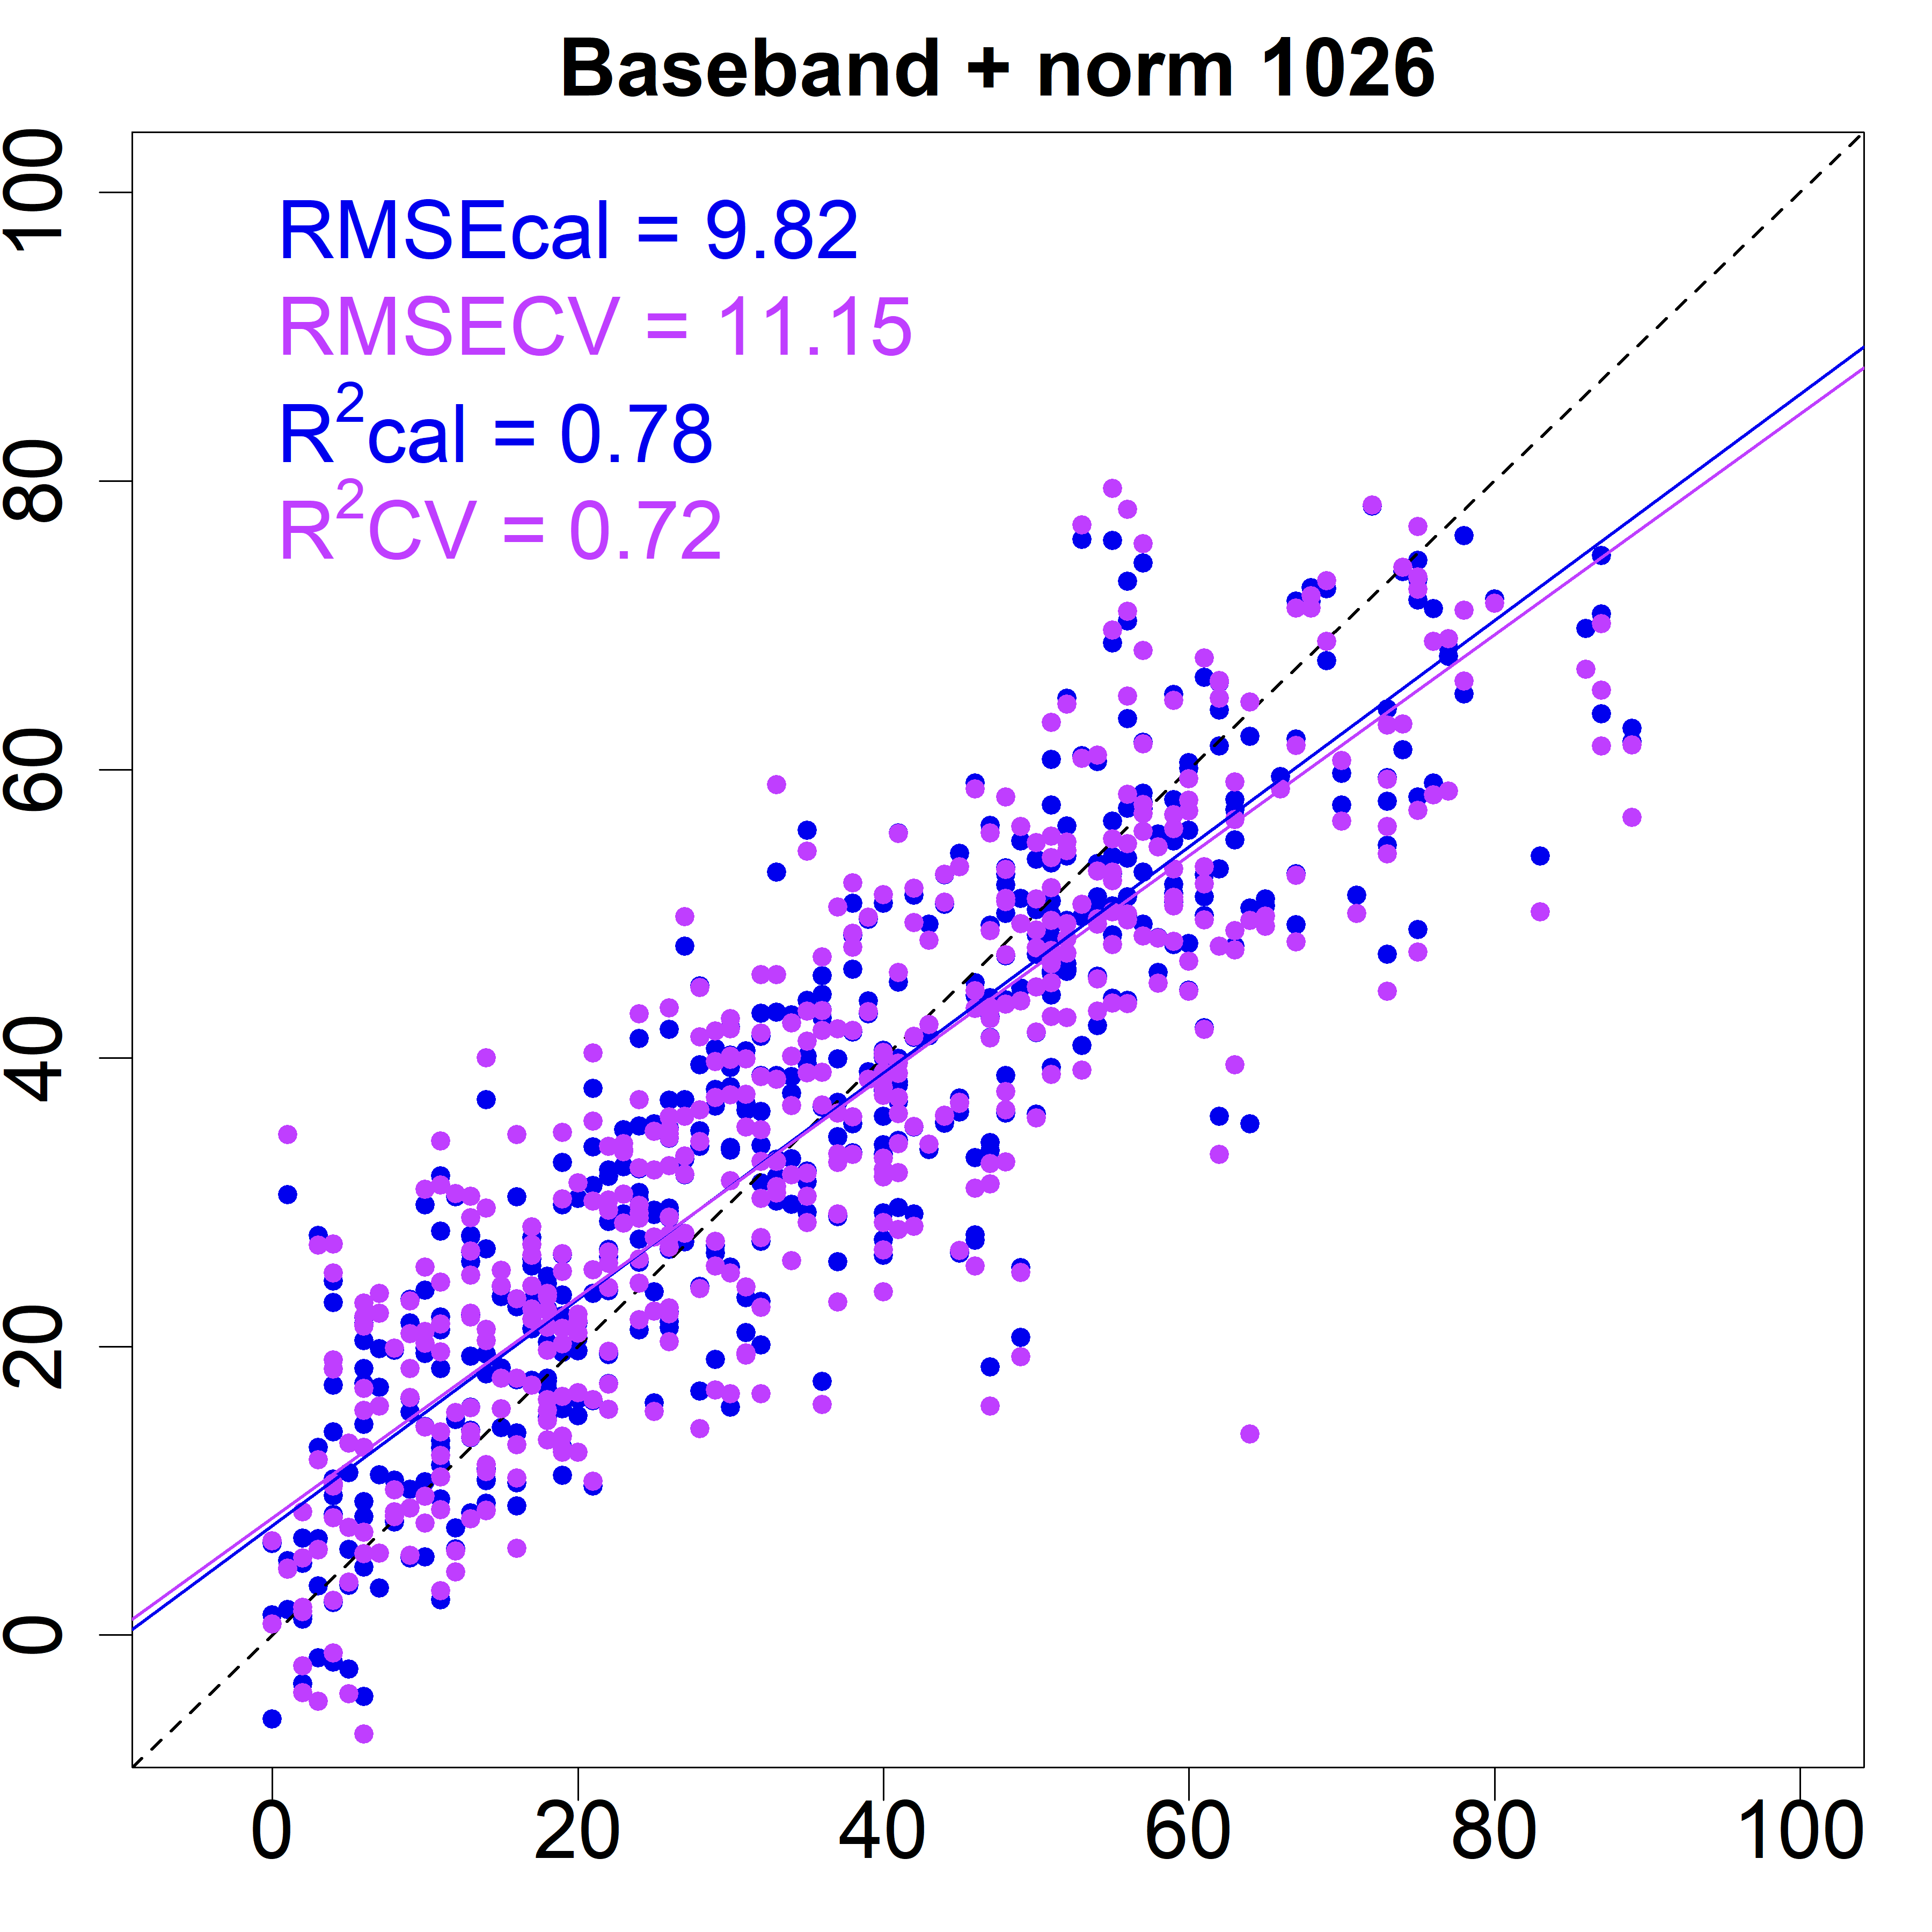 Baseband + norm 1026
RMSEcal = 9.82
RMSECV = 11.15
R²cal = 0.78
R²CV = 0.72
100
80
60
40
20
0
0 20 40 60 80 100